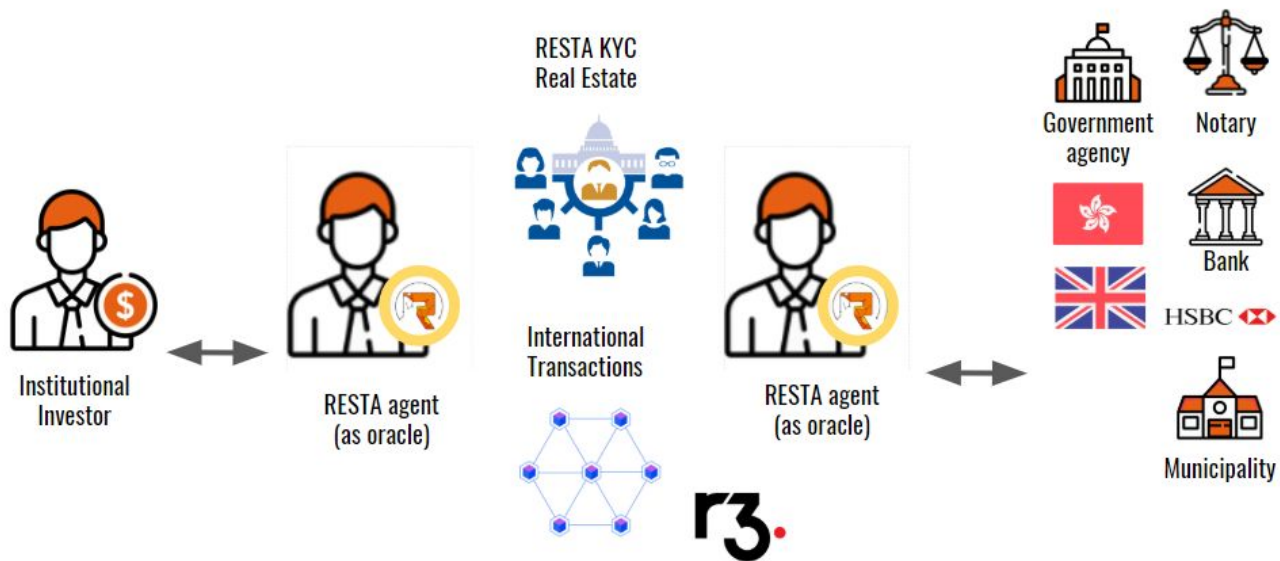 RESTA KYC
Real Estate
Government
agency
Notary
Bank
HSBC
$
R
R
Institutional
Investor
RESTA agent
(as oracle)
International
Transactions
RESTA agent
(as oracle)
Municipality
r3.